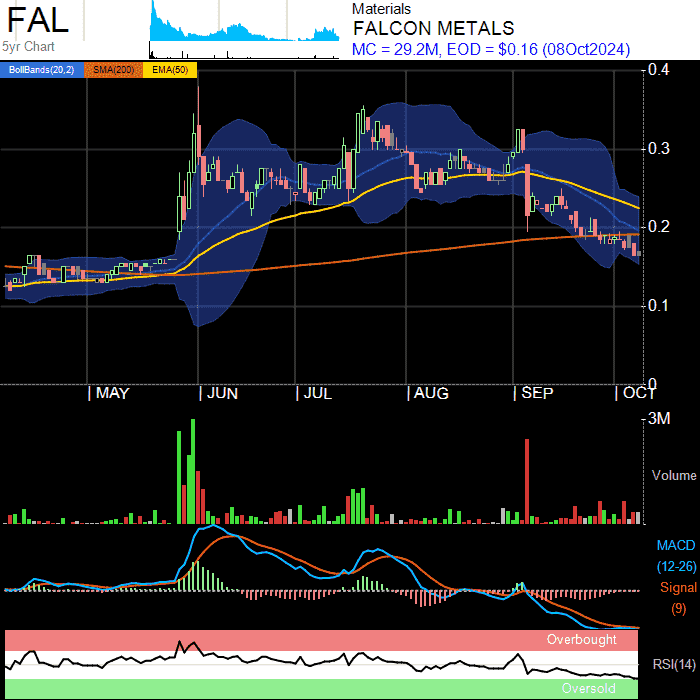 FAL
5yr Chart
Materials
FALCON METALS
MC = 29.2M, EOD = $0.16 (08Oct2024)
BollBands(20,2) SMA(200) EMA(50)
0.4
0.3
0.2
0.1
0
| MAY | JUN | JUL | AUG | SEP | OCT
3M
Volume
MACD
(12-26)
Signal
(9)
Overbought
RSI(14)
Oversold